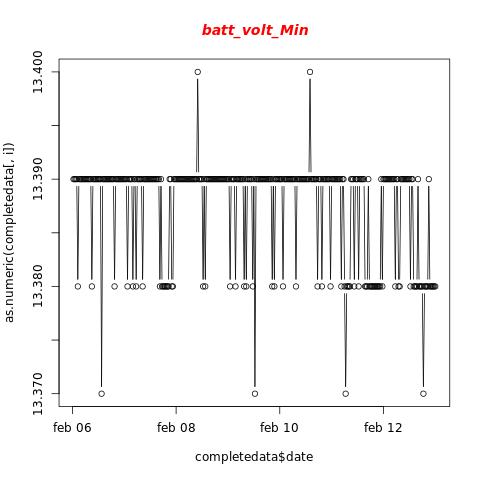 batt_volt_Min
as.numeric(completedata[, i])
13.400
13.390
13.380
13.370
feb 06 feb 08 feb 10 feb 12
completedata$date